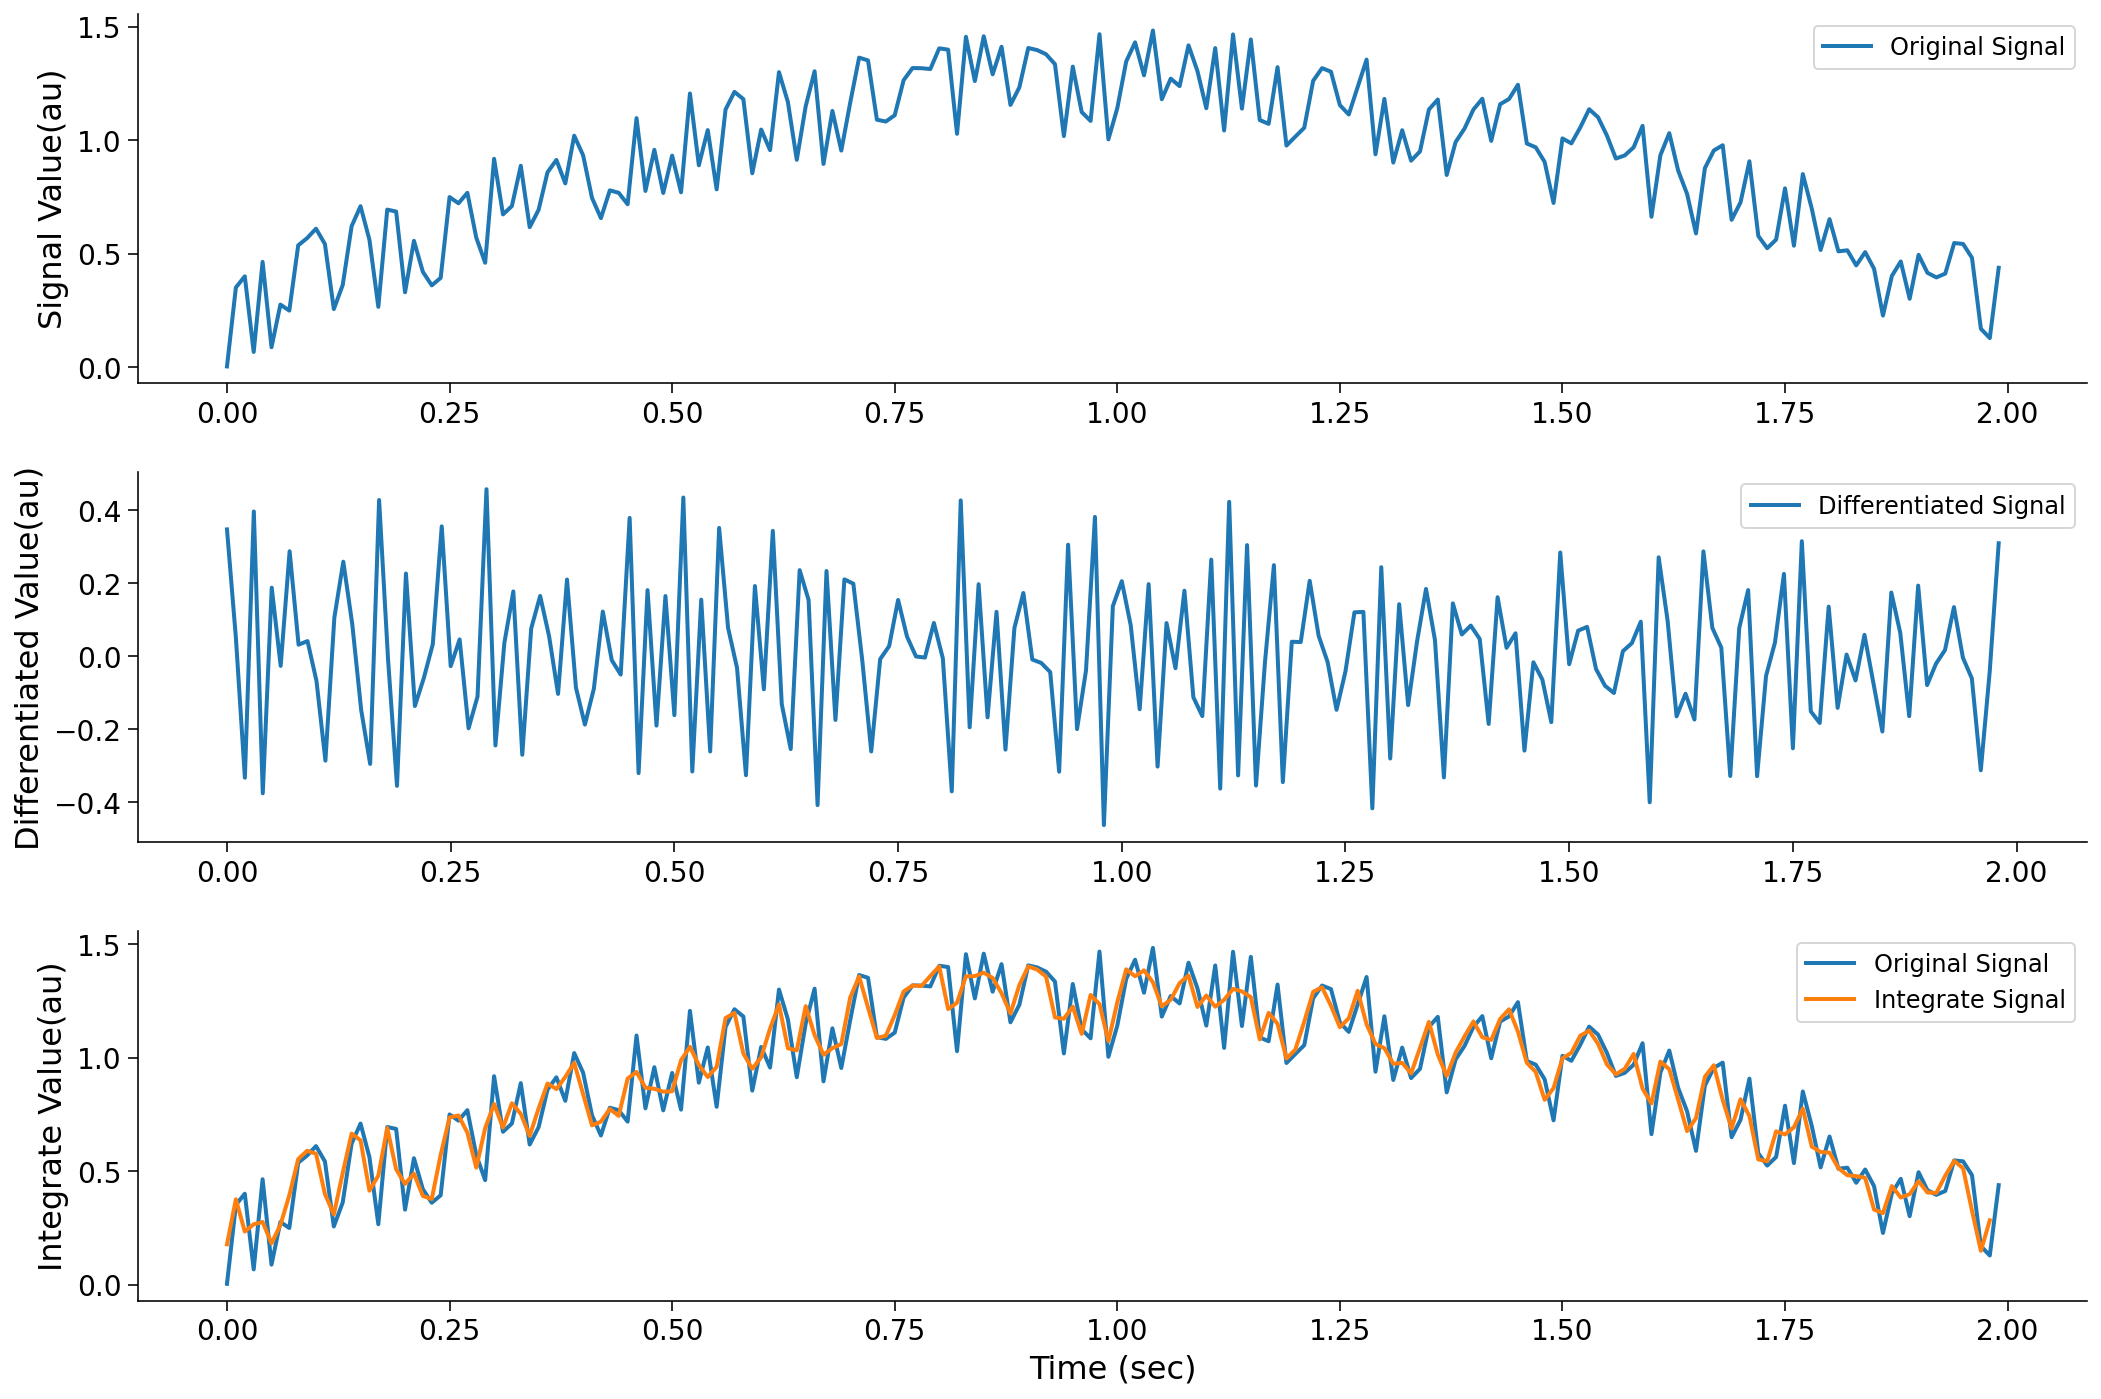 Signal Value(au)
1.5
1.0
0.5
0.0
Original Signal
0.00 0.25 0.50 0.75 1.00 1.25 1.50 1.75 2.00
Differentiated Value(au)
0.4
0.2
0.0
−0.2
−0.4
Differentiated Signal
0.00 0.25 0.50 0.75 1.00 1.25 1.50 1.75 2.00
Integrate Value(au)
1.5
1.0
0.5
0.0
Original Signal
Integrate Signal
0.00 0.25 0.50 0.75 1.00 1.25 1.50 1.75 2.00
Time (sec)